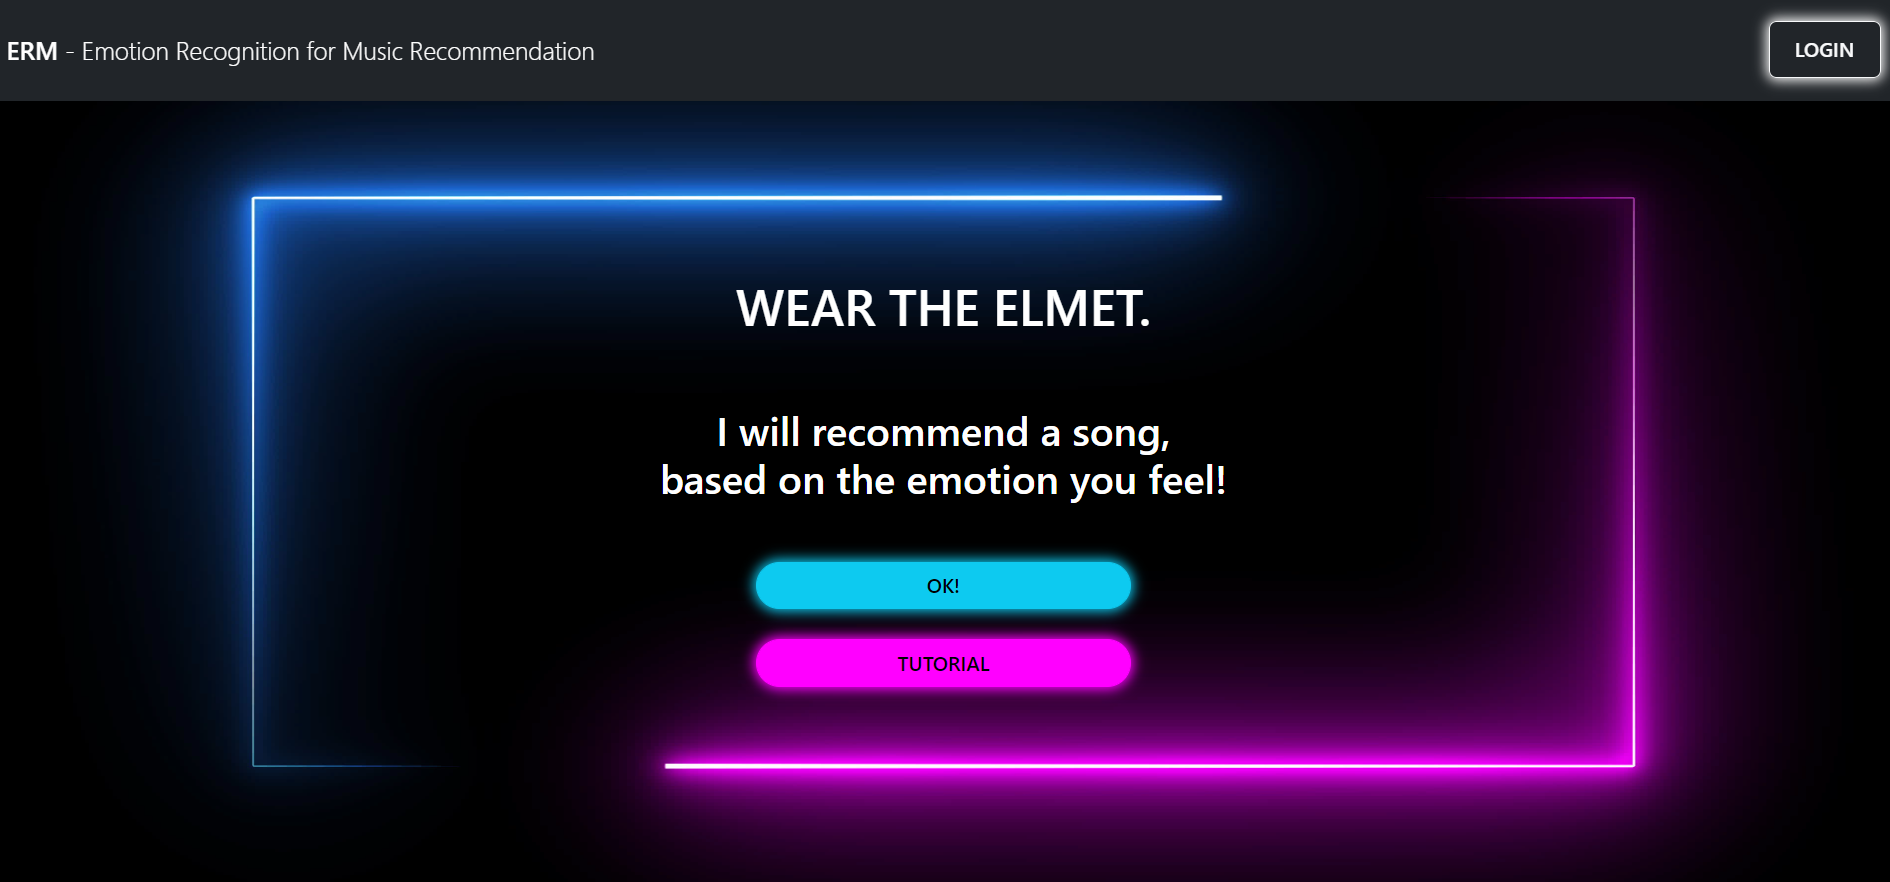 ERM - Emotion Recognition for Music Recommendation
LOGIN
WEAR THE ELMET.
I will recommend a song,
based on the emotion you feel!
OK!
TUTORIAL